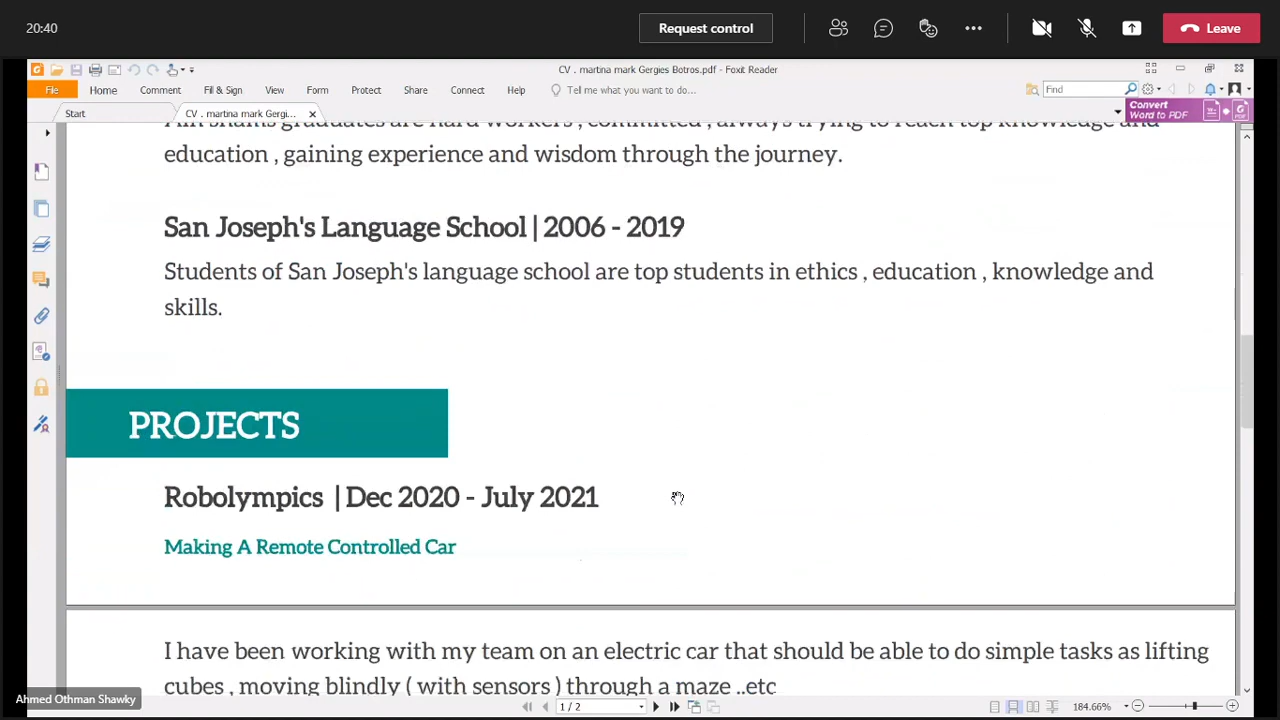 20:40
Request control
Leave
CV . martina mark Gergies Botros.pdf - Foxit Reader
File Home Comment Fill & Sign View Form Protect Share Connect Help Tell me what you want to do...
Find
Start
CV . martina mark Gergi...
Convert
Word to PDF
education , gaining experience and wisdom through the journey.
San Joseph's Language School | 2006 - 2019
Students of San Joseph's language school are top students in ethics , education , knowledge and
skills.
PROJECTS
Robolympics | Dec 2020 - July 2021
Making A Remote Controlled Car
I have been working with my team on an electric car that should be able to do simple tasks as lifting
cubes , moving blindly ( with sensors ) through a maze ..etc
Ahmed Othman Shawky
1 / 2
184.66%